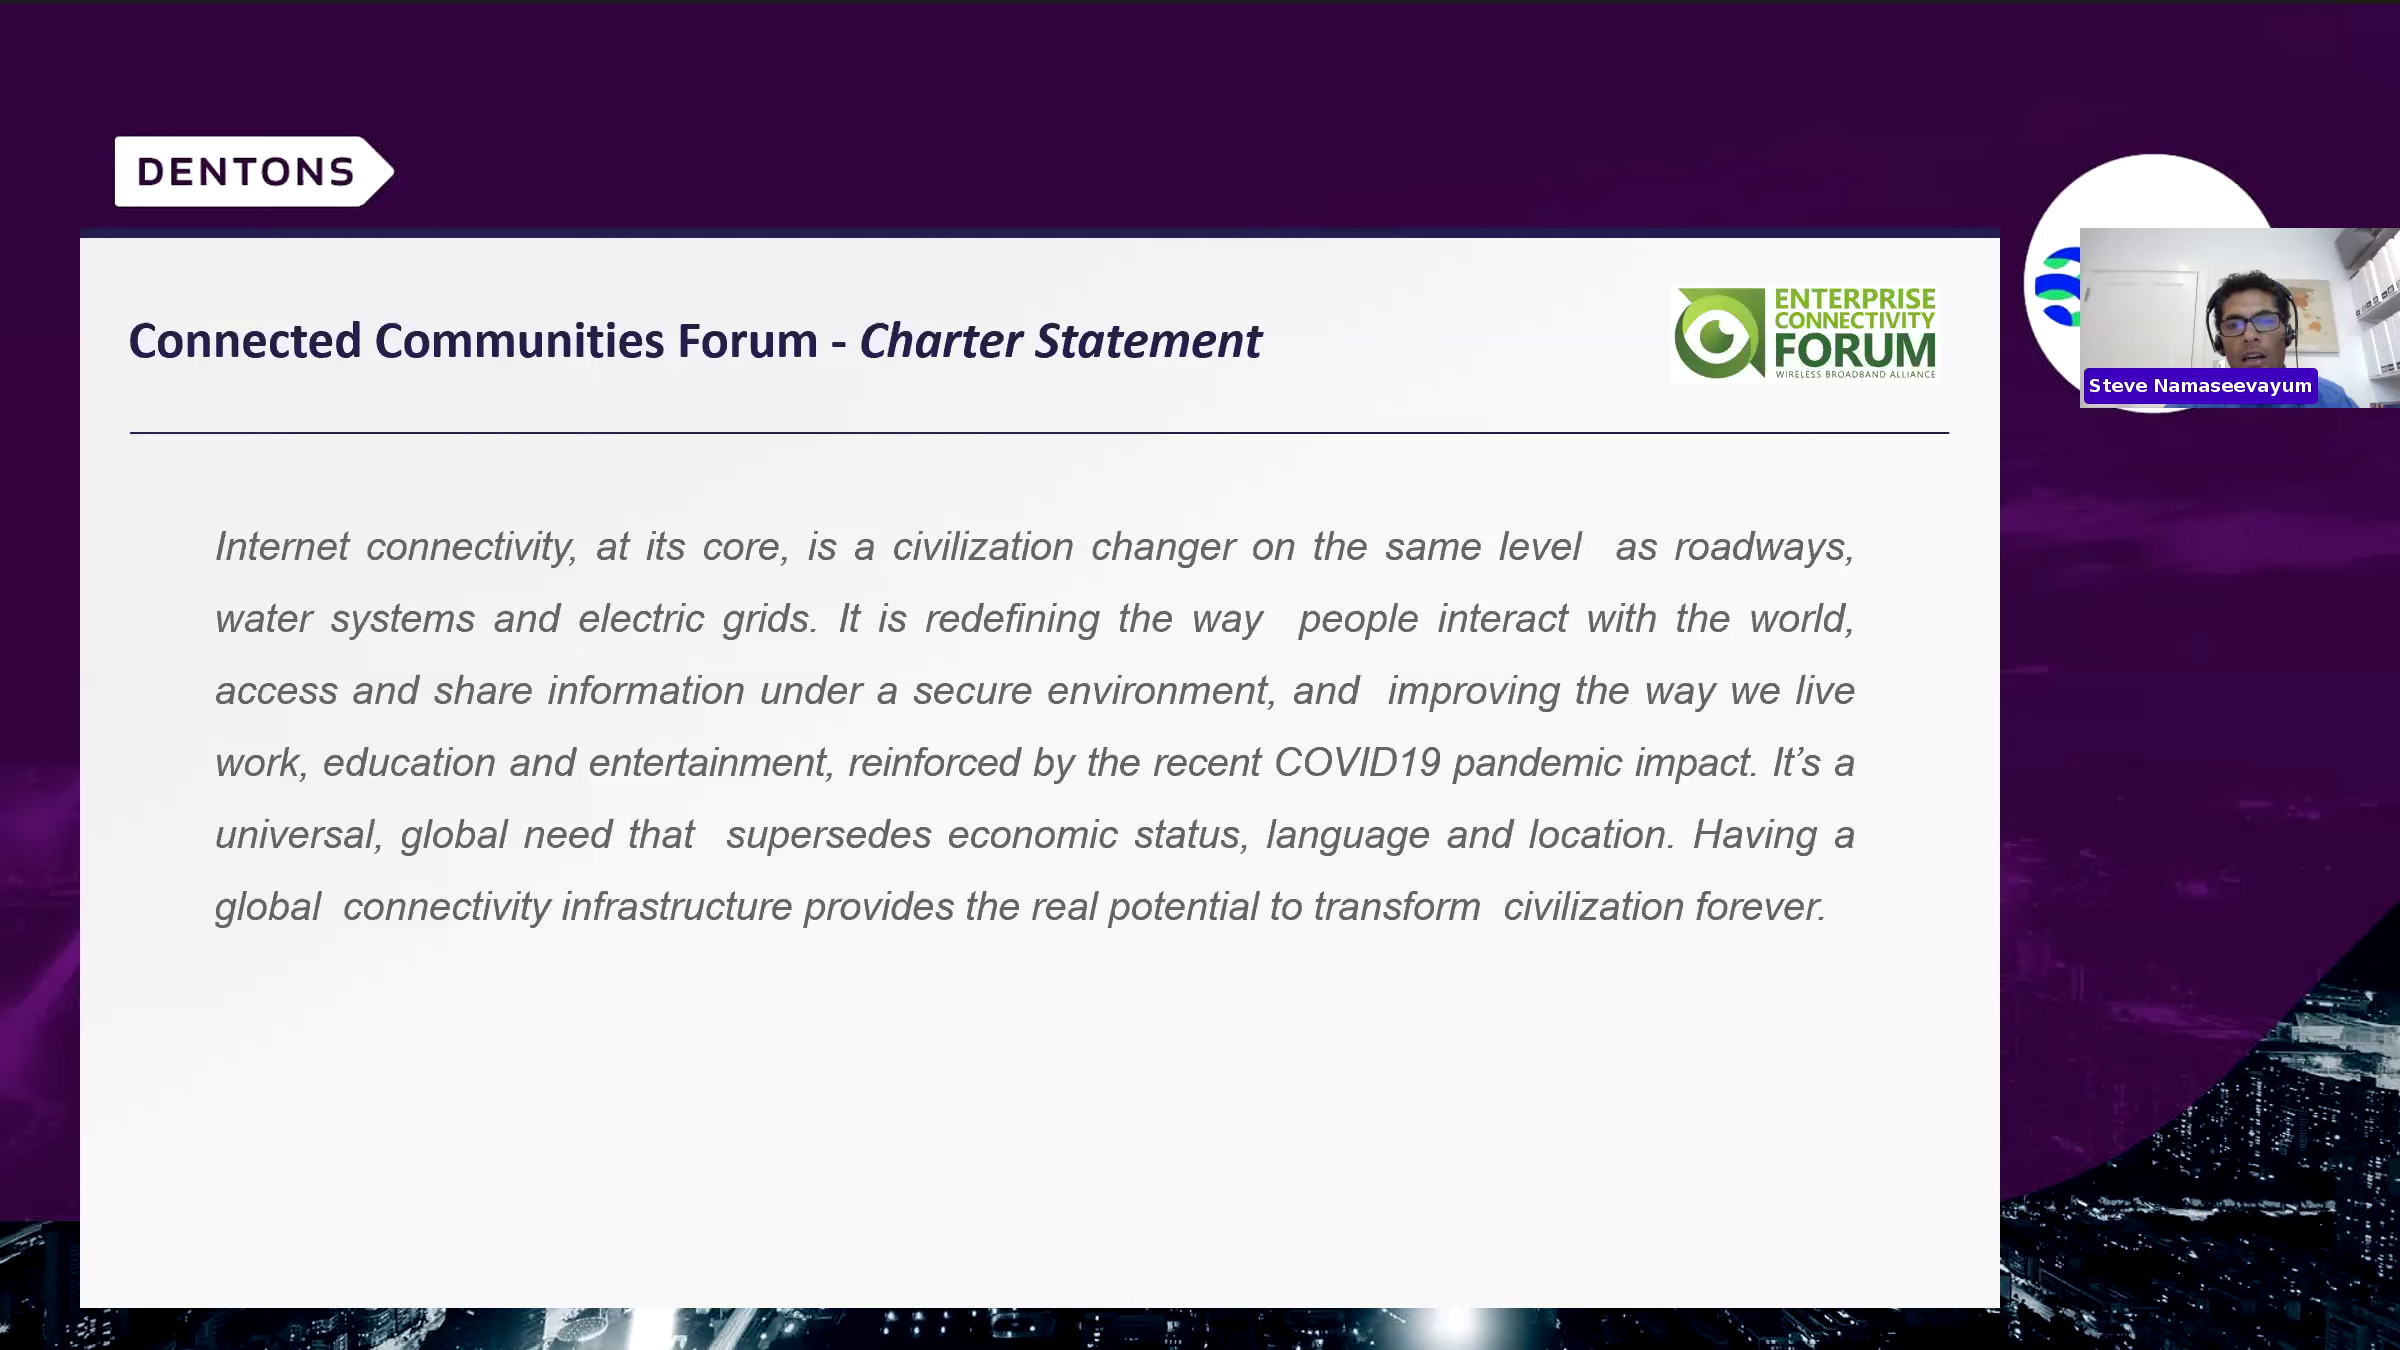 DENTONS
Connected Communities Forum - Charter Statement
ENTERPRISE
CONNECTIVITY
FORUM
WIRELESS BROADBAND ALLIANCE
Steve Namaseevayum
Internet connectivity, at its core, is a civilization changer on the same level as roadways,
water systems and electric grids. It is redefining the way people interact with the world,
access and share information under a secure environment, and improving the way we live
work, education and entertainment, reinforced by the recent COVID19 pandemic impact. It’s a
universal, global need that supersedes economic status, language and location. Having a
global connectivity infrastructure provides the real potential to transform civilization forever.